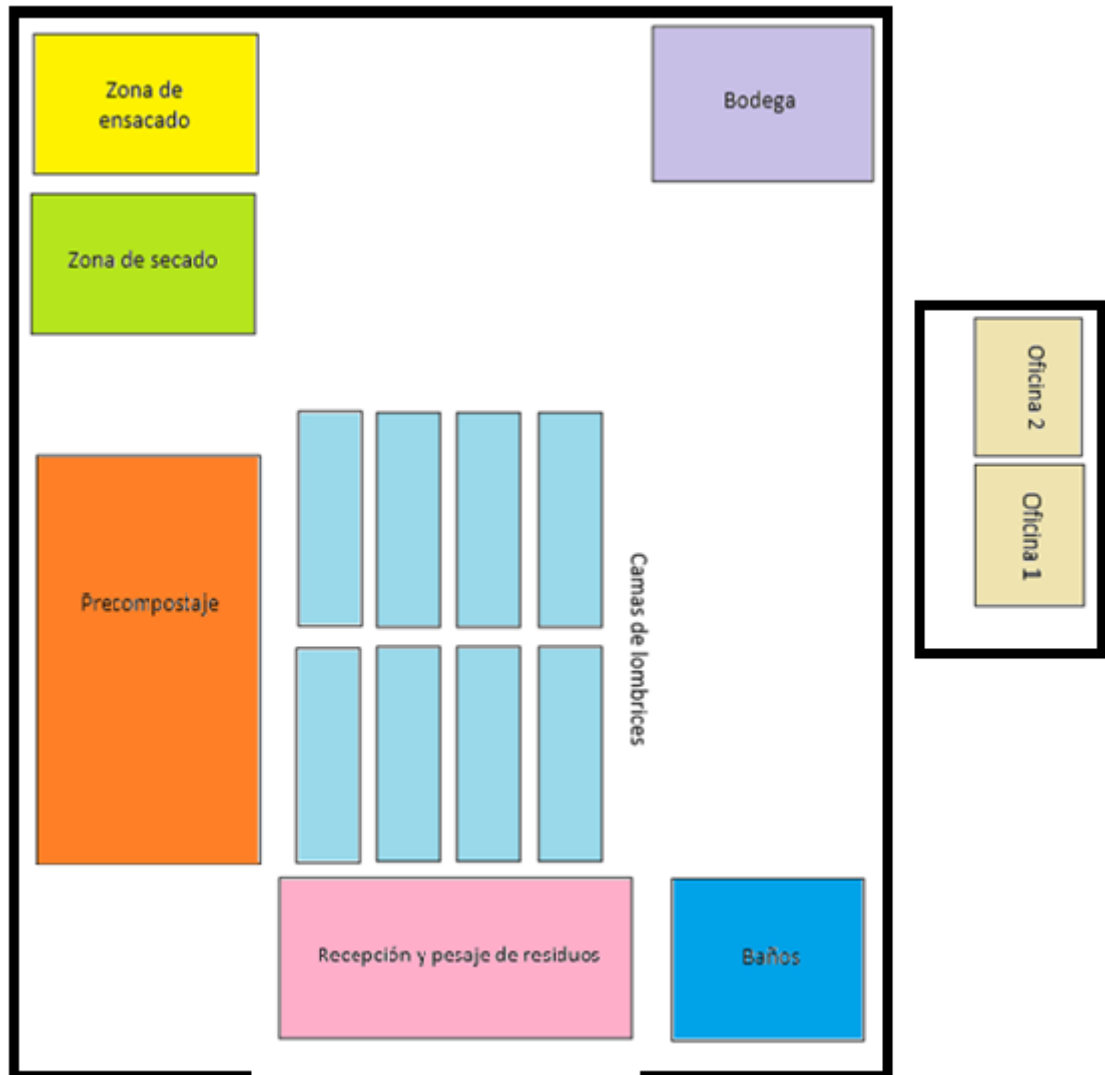 Zona de
ensacado
Bodega
Zona de secado
Oficina 2
Oficina 1
Camas de lombrices
Precompostaje
Recepción y pesaje de residuos
Baños